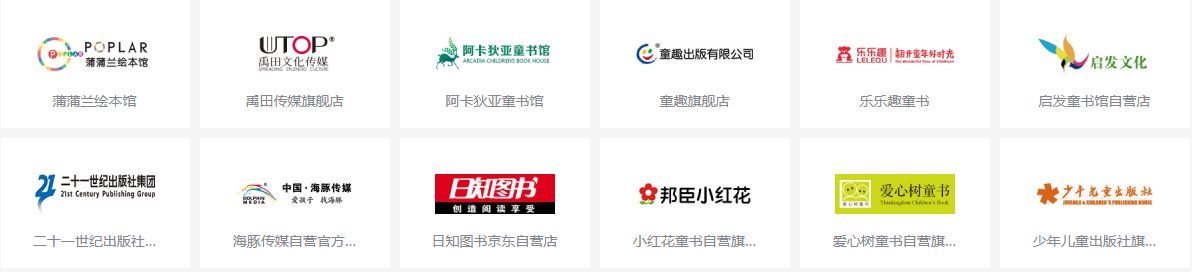 POPLAR
POPLAR
蒲蒲兰绘本馆
蒲蒲兰绘本馆
UTOP®
禹田文化传媒
SPREADING SPLENDID CULTURE
禹田传媒旗舰店
阿卡狄亚童书馆
ARCADIA CHILDRENS BOOK HOUSE
阿卡狄亚童书馆
童趣出版有限公司
童趣旗舰店
乐乐趣
LELEQU
翻开童年好时光
The Wonderful Time of Childhood
乐乐趣童书
启发文化
启发童书馆自营店
21
二十一世纪出版社集团
21st Century Publishing Group
二十一世纪出版社...
DOLPHIN MEDIA
中国·海豚传媒
爱孩子 找海豚
海豚传媒自营官方...
日知图书
创造阅读享受
日知图书京东自营店
邦臣小红花
小红花童书自营旗...
爱心树童书
爱心树童书
Thinkingdom Children's Book
爱心树童书自营旗...
少年儿童出版社
JUVENILE & CHILDREN'S PUBLISHING HOUSE
少年儿童出版社旗...